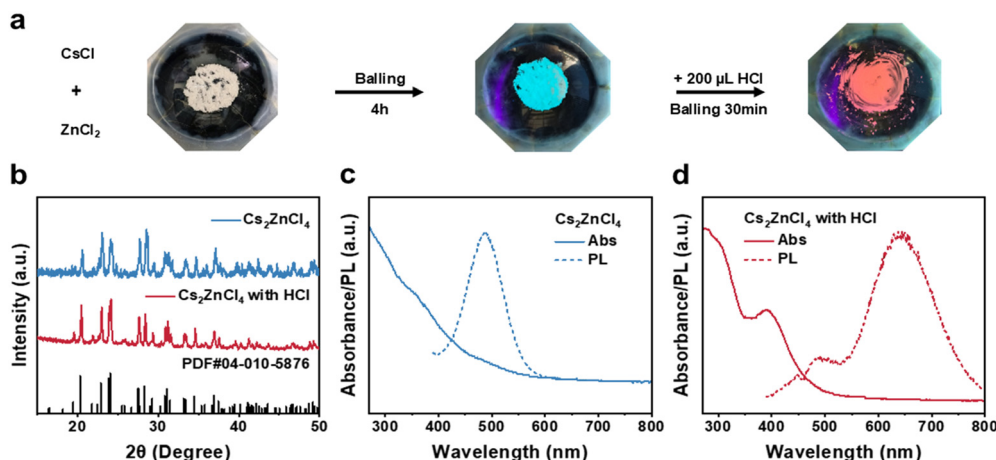 a
CsCl
+
ZnCl₂
Balling
4h
+ 200 μL HCl
Balling 30min
b
Intensity (a.u.)
Cs₂ZnCl₄
Cs₂ZnCl₄ with HCl
PDF#04-010-5876
20 30 40 50
2θ (Degree)
c
Absorbance/PL (a.u.)
Cs₂ZnCl₄
Abs
PL
300 400 500 600 700 800
Wavelength (nm)
d
Absorbance/PL (a.u.)
Cs₂ZnCl₄ with HCl
Abs
PL
300 400 500 600 700 800
Wavelength (nm)